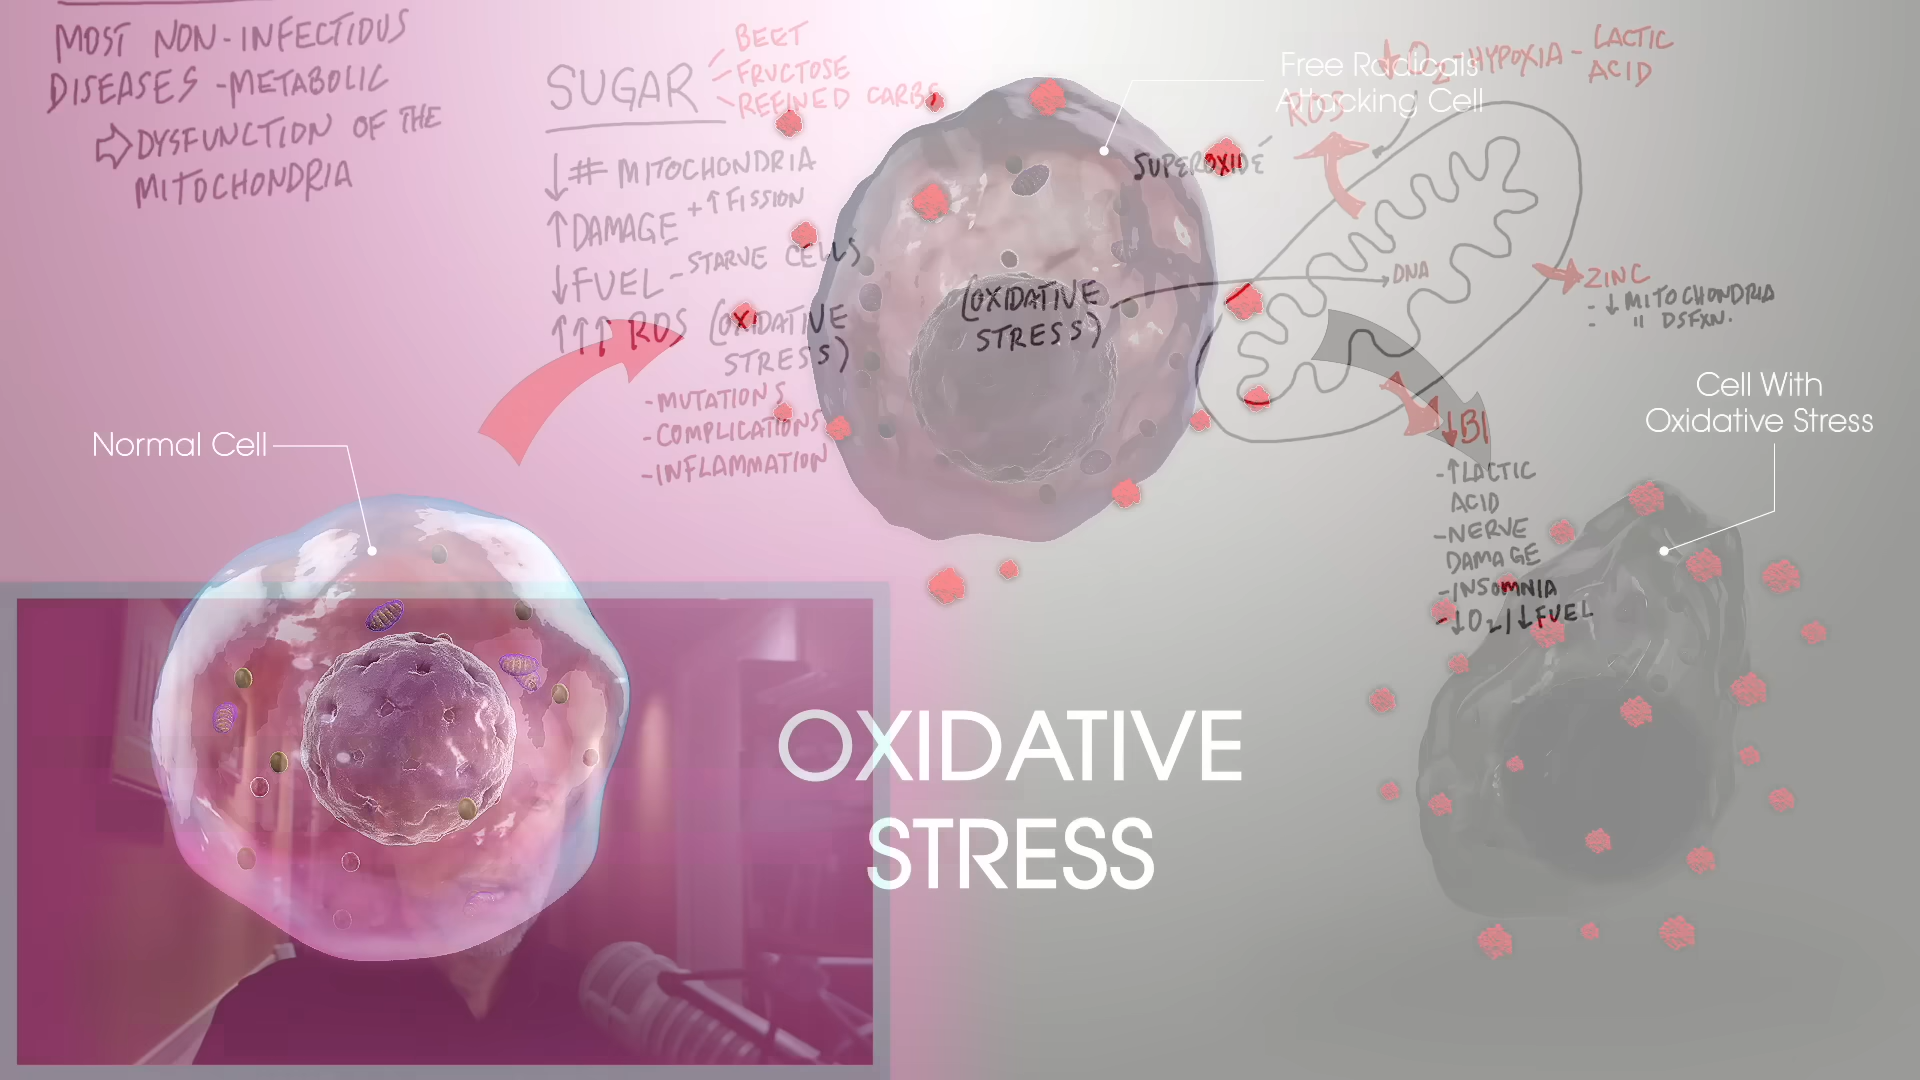 MOST NON-INFECTIOUS
DISEASES - METABOLIC
DYSFUNCTION OF THE
MITOCHONDRIA
SUGAR
BEET
FRUCTOSE
REFINED CARBS
↓ # MITOCHONDRIA
+ ↑ FISSION
↑ DAMAGE
↓ FUEL - STARVE CELLS
↑↑↑ ROS (OXIDATIVE
STRESS)
- MUTATIONS
- COMPLICATIONS
- INFLAMMATION
Free Radicals
Attacking Cell
↓ O2 - HYPOXIA - LACTIC
ACID
ROS
SUPEROXIDE
(OXIDATIVE
STRESS)
DNA
ZINC
- ↓ MITOCHONDRIA
- " DSFXN.
↓ B1
- ↑ LACTIC
ACID
- NERVE
DAMAGE
- INSOMNIA
- ↓ O2 / ↓ FUEL
Normal Cell
Cell With
Oxidative Stress
OXIDATIVE
STRESS